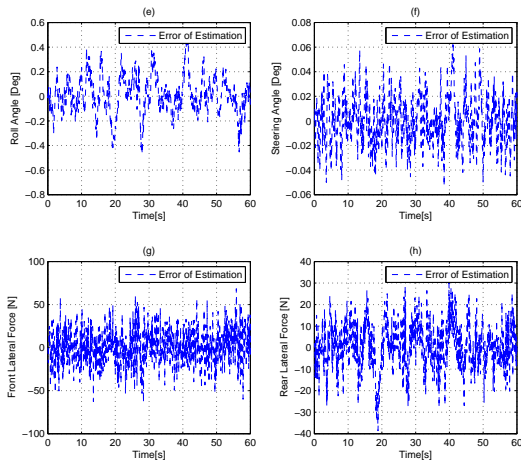 (e)
Error of Estimation
0.6
0.4
0.2
0
−0.2
−0.4
−0.6
−0.8
Roll Angle [Deg]
0 10 20 30 40 50 60
Time[s]
(f)
Error of Estimation
0.06
0.04
0.02
0
−0.02
−0.04
−0.06
Steering Angle [Deg]
0 10 20 30 40 50 60
Time[s]
(g)
Error of Estimation
100
50
0
−50
−100
Front Lateral Force [N]
0 10 20 30 40 50 60
Time[s]
(h)
Error of Estimation
40
30
20
10
0
−10
−20
−30
−40
Rear Lateral Force [N]
0 10 20 30 40 50 60
Time[s]